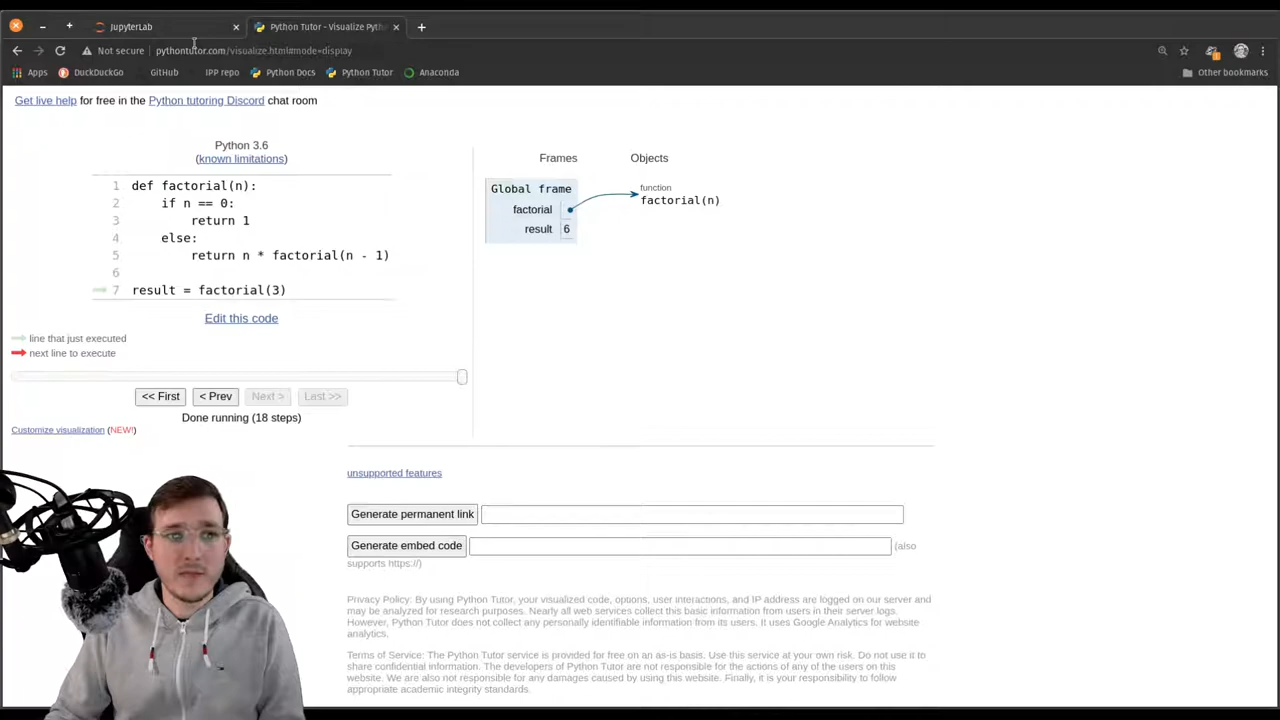 JupyterLab
Python Tutor - Visualize Pyth
Not secure pythontutor.com/visualize.html#mode=display
Apps DuckDuckGo GitHub IPP repo Python Docs Python Tutor Anaconda Other bookmarks
Get live help for free in the Python tutoring Discord chat room
Python 3.6
(known limitations)
1 def factorial(n):
2 if n == 0:
3 return 1
4 else:
5 return n * factorial(n - 1)
6
7 result = factorial(3)
Edit this code
line that just executed
next line to execute
<< First < Prev Next > Last >>
Done running (18 steps)
Customize visualization (NEW!)
Frames Objects
Global frame
factorial
result 6
function
factorial(n)
unsupported features
Generate permanent link
Generate embed code (also
supports https://)
Privacy Policy: By using Python Tutor, your visualized code, options, user interactions, and IP address are logged on our server and
may be analyzed for research purposes. Nearly all web services collect this basic information from users in their server logs.
However, Python Tutor does not collect any personally identifiable information from its users. It uses Google Analytics for website
analytics.
Terms of Service: The Python Tutor service is provided for free on an as-is basis. Use this service at your own risk. Do not use it to
share confidential information. The developers of Python Tutor are not responsible for the actions of any of the users on this
website. We are also not responsible for any damages caused by using this website. Finally, it is your responsibility to follow
appropriate academic integrity standards.